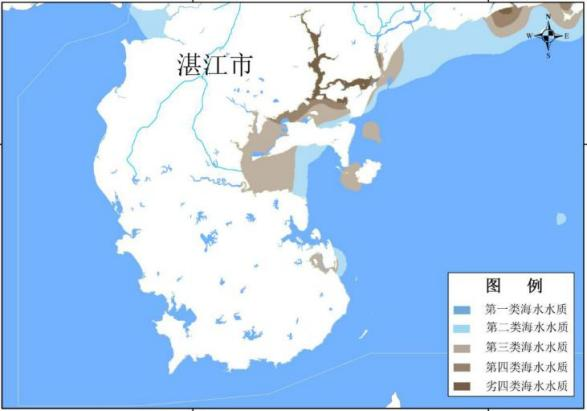 N
W E
S
湛江市
图 例
第一类海水水质
第二类海水水质
第三类海水水质
第四类海水水质
劣四类海水水质